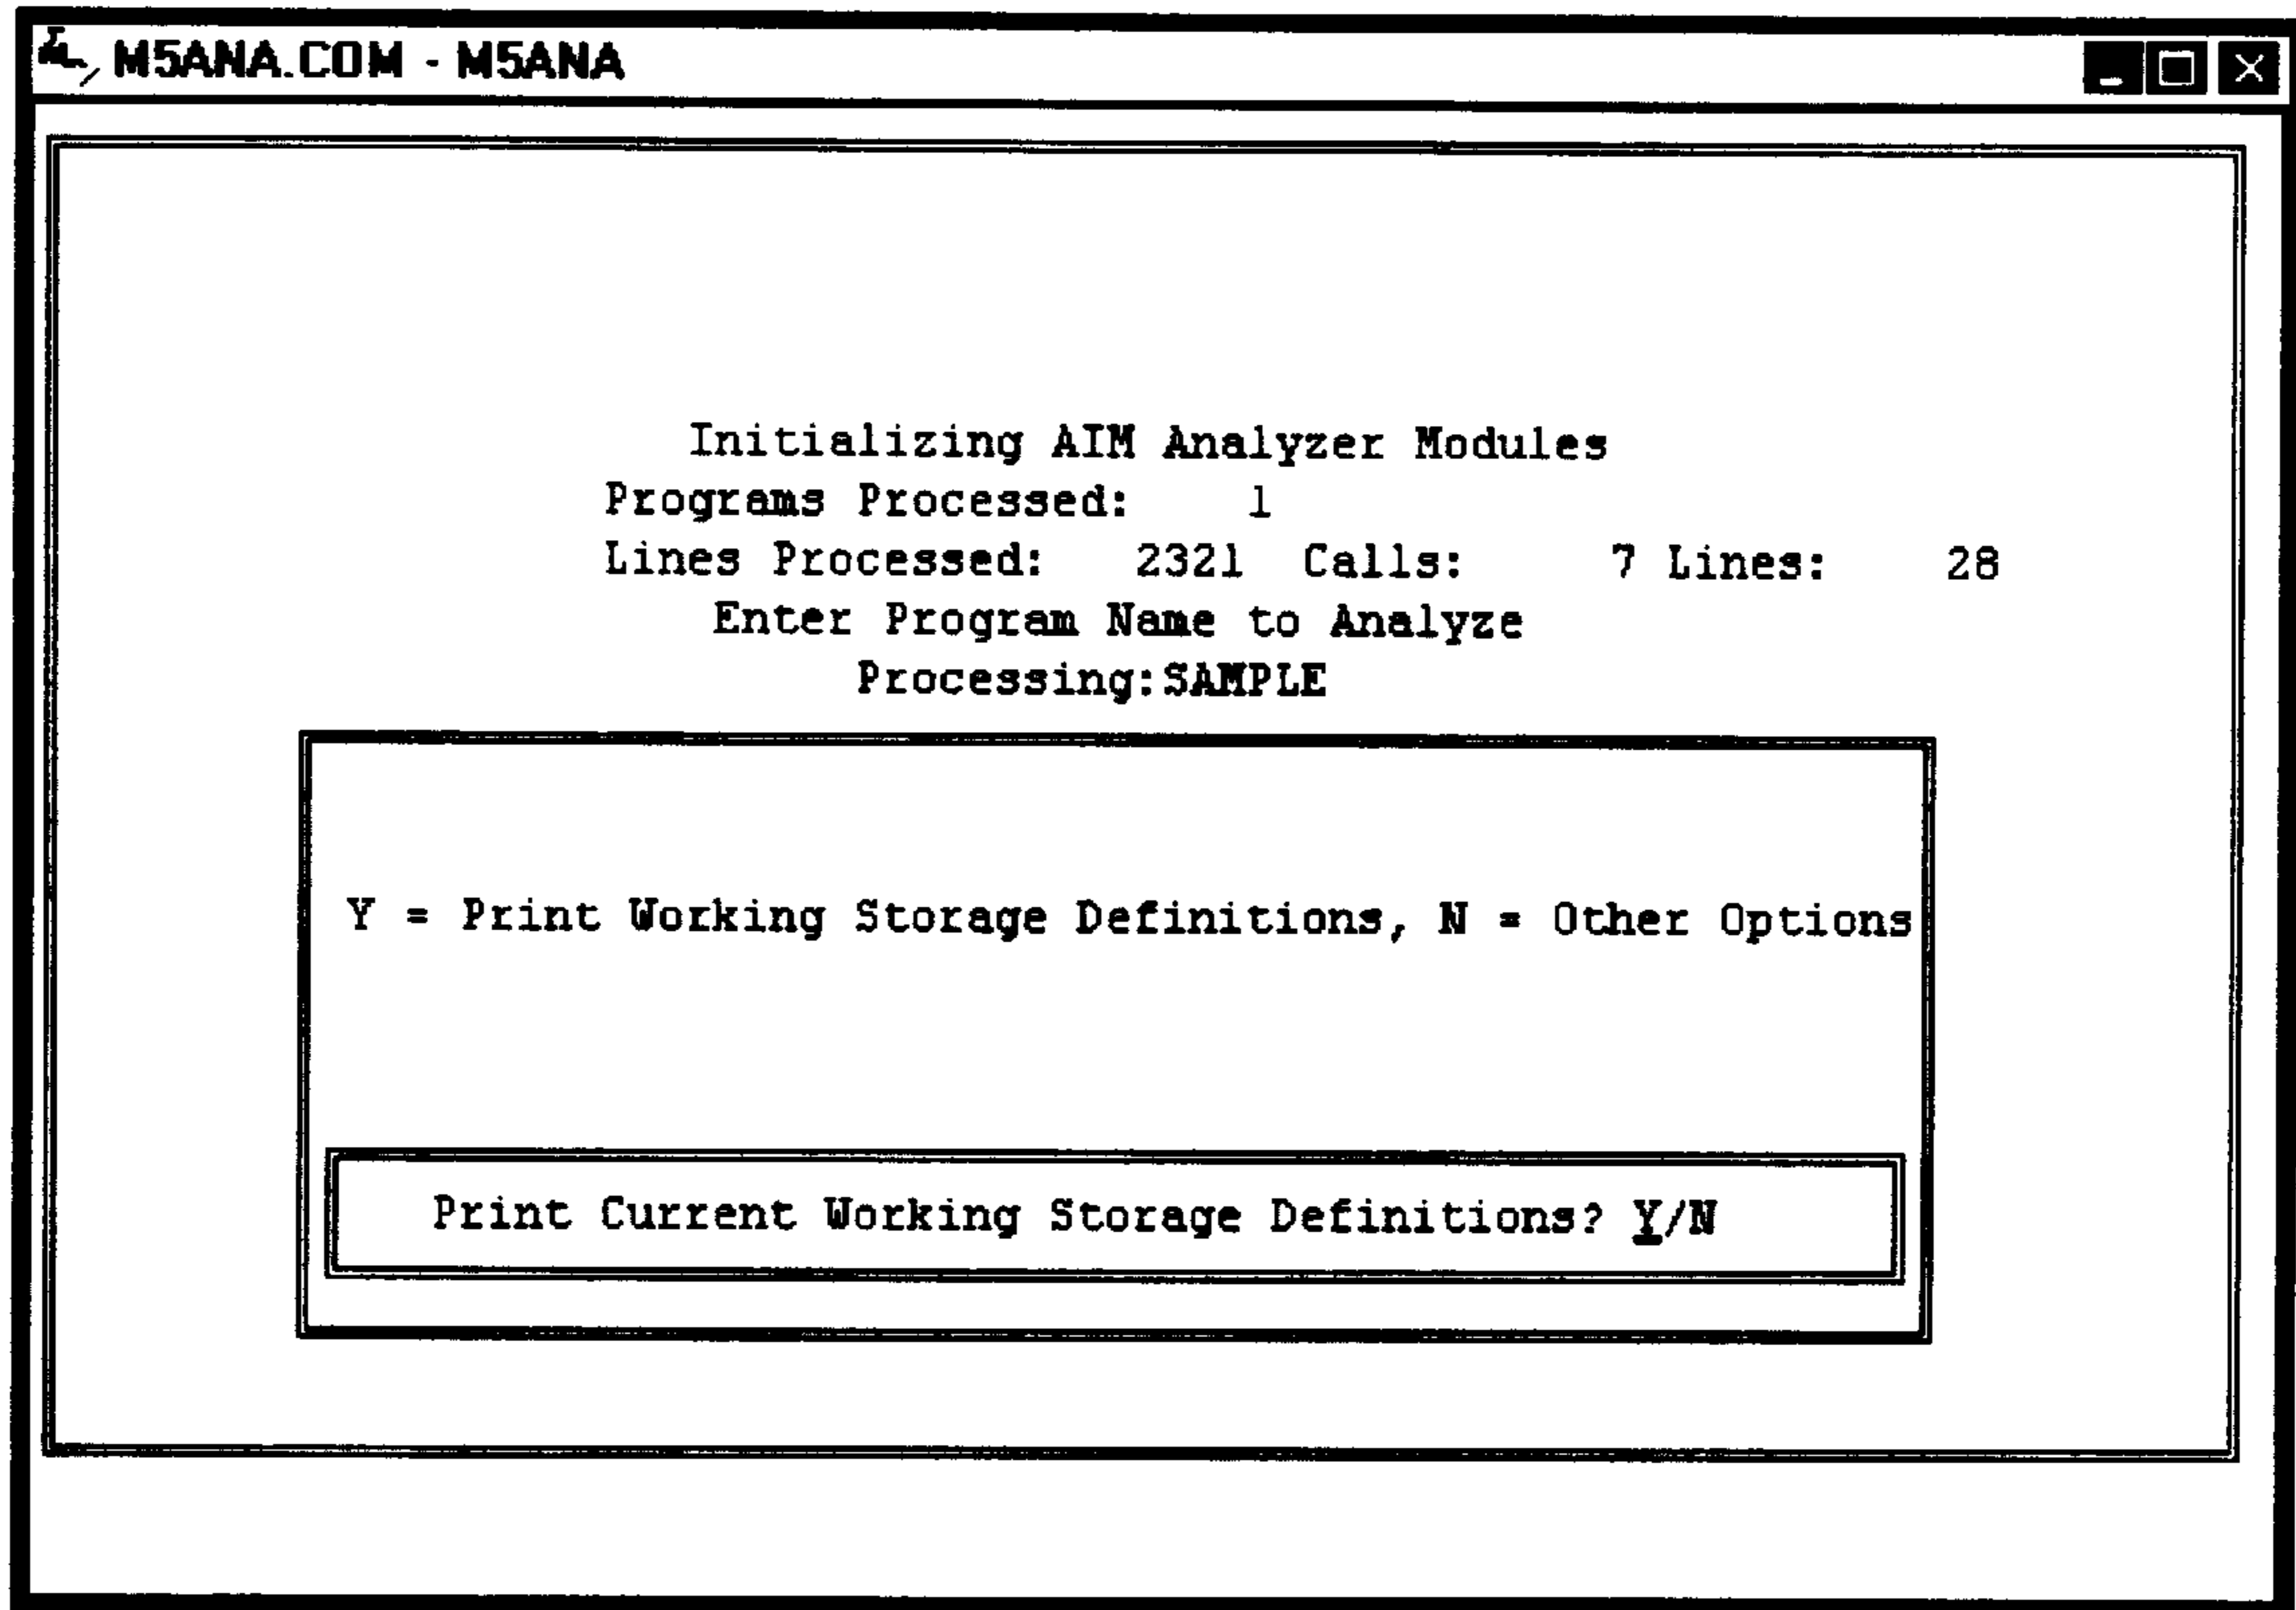 M5ANA.COM - M5ANA
Initializing AIM Analyzer Modules
Programs Processed: 1
Lines Processed: 2321 Calls: 7 Lines: 28
Enter Program Name to Analyze
Processing:SAMPLE
Y = Print Working Storage Definitions, N = Other Options
Print Current Working Storage Definitions? Y/N